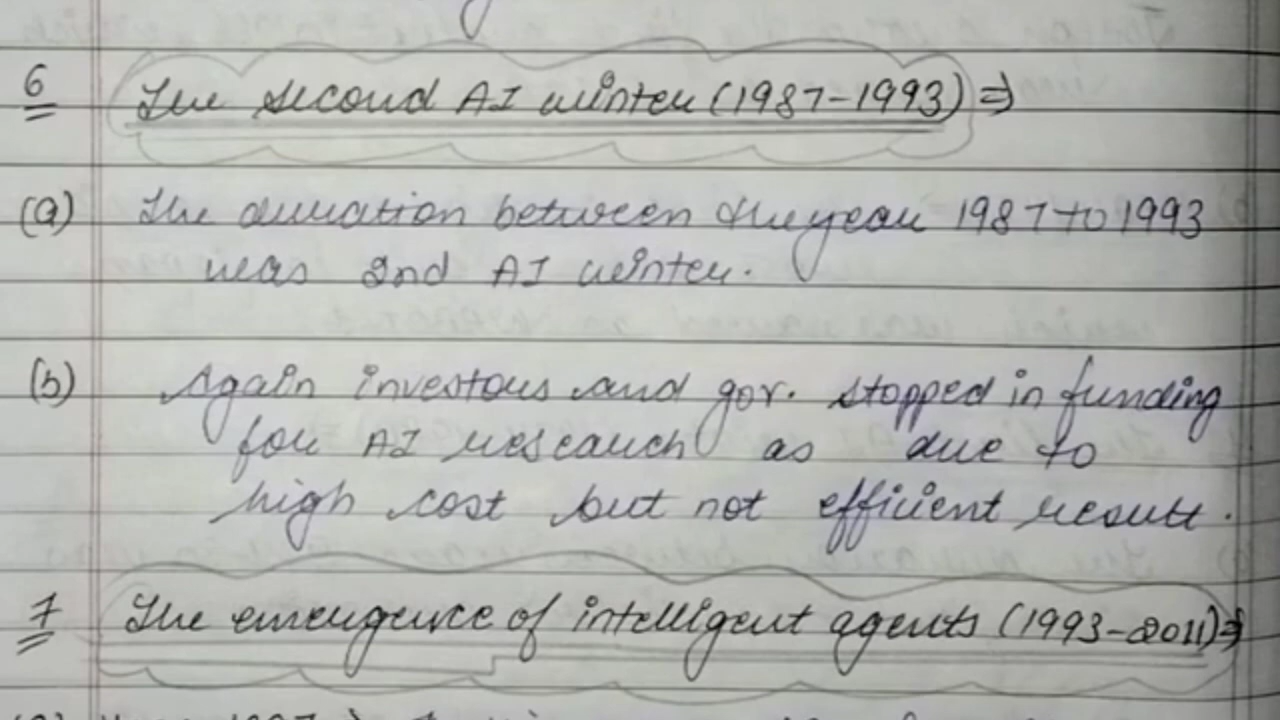 6 The second AI winter (1987-1993) ⇒
(a) The duration between the year 1987 to 1993
was 2nd AI winter.
(b) Again investors and gov. stopped in funding
for AI research as due to
high cost but not efficient result.
7 The emergence of intelligent agents (1993-2011) ⇒